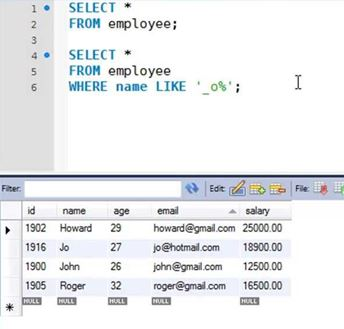 1 SELECT *
2 FROM employee;
3
4 SELECT *
5 FROM employee
6 WHERE name LIKE '_o%';
Filter: Edit: File:
id name age email salary
1902 Howard 29 howard@gmail.com 25000.00
1916 Jo 27 jo@hotmail.com 18900.00
1900 John 26 john@gmail.com 12500.00
1905 Roger 32 roger@gmail.com 16500.00
NULL NULL NULL NULL NULL